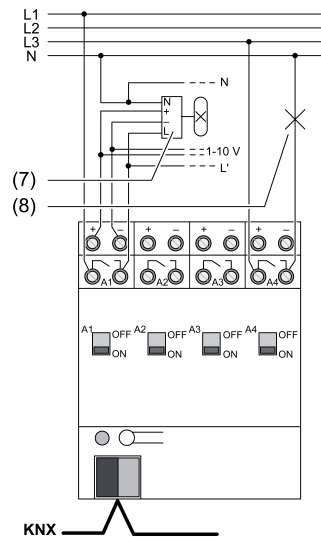 L1
L2
L3
N
N
N
+
−
L
1-10 V
L'
(7)
(8)
+ − + − + − + −
A1 A2 A3 A4
A1 OFF A2 OFF A3 OFF A4 OFF
ON ON ON ON
KNX